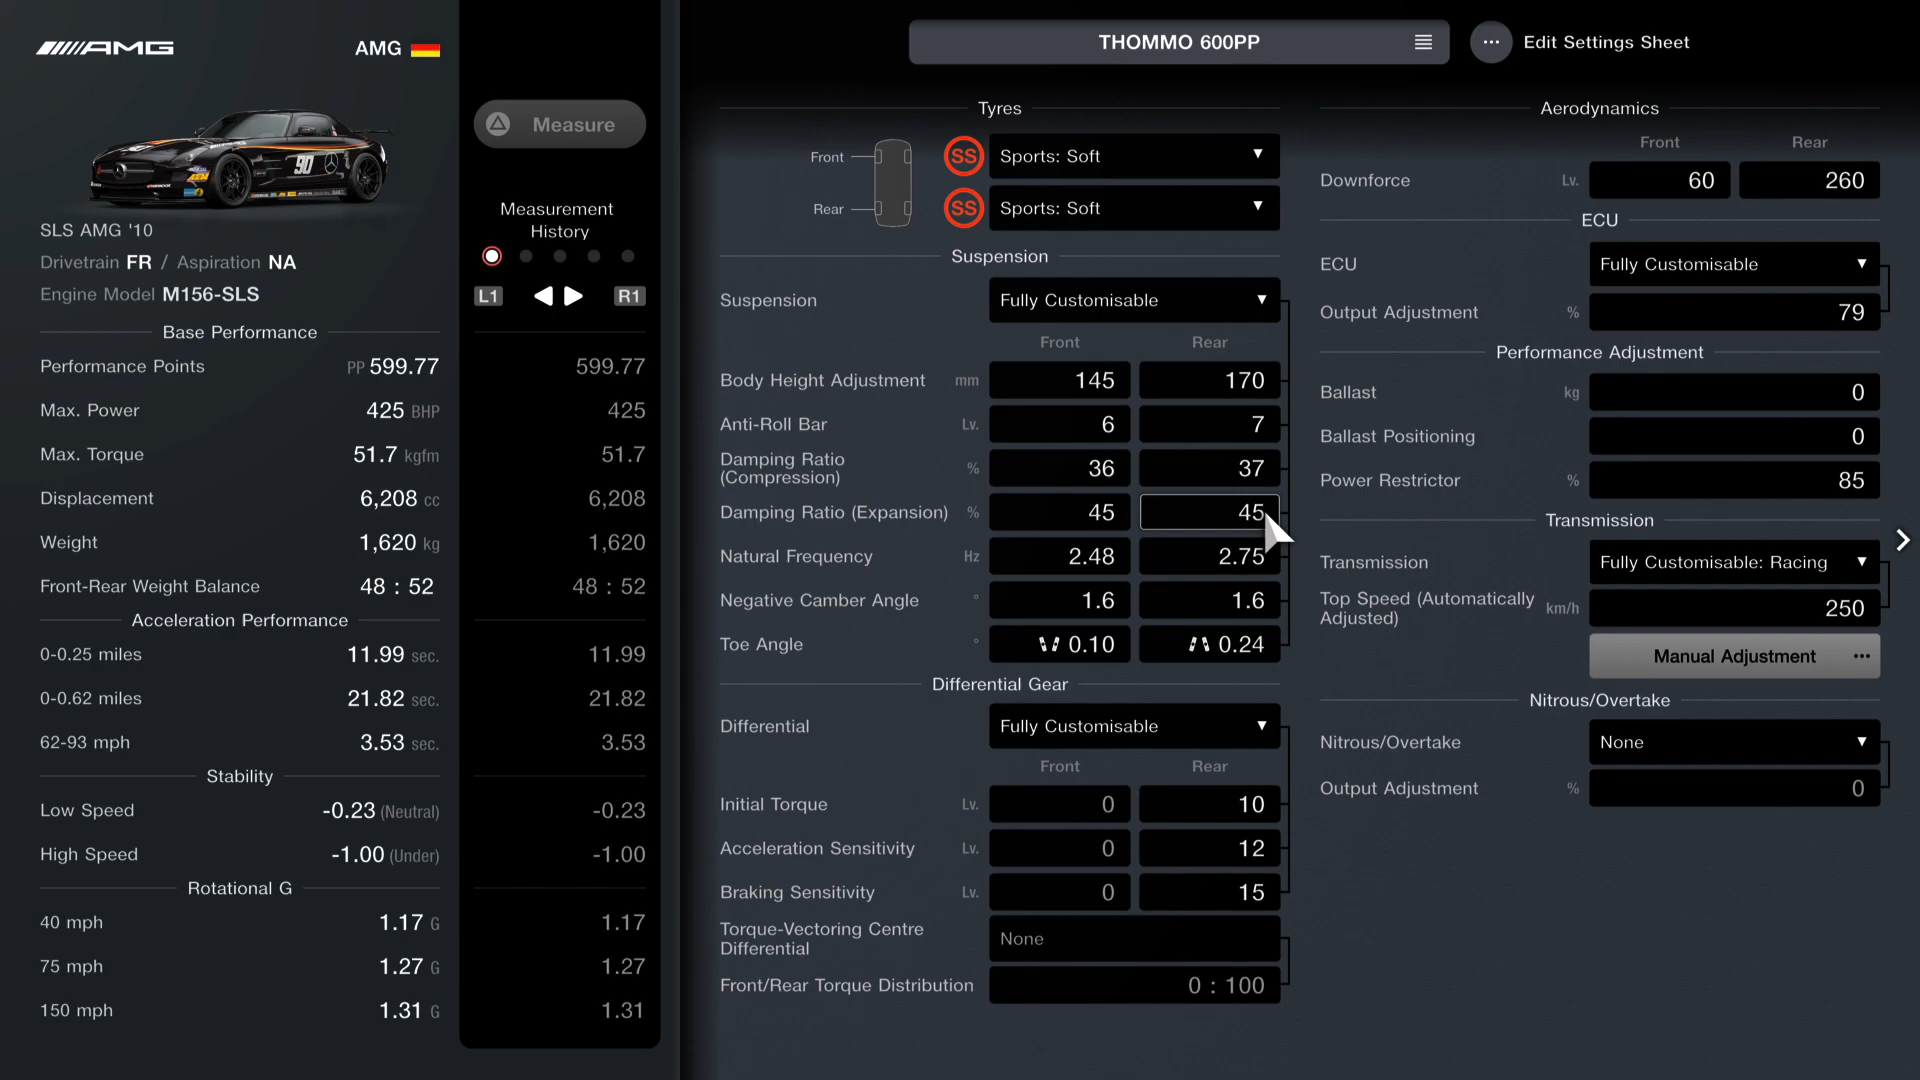 AMG
AMG
90
SLS AMG '10
Drivetrain FR / Aspiration NA
Engine Model M156-SLS
Base Performance
Performance Points PP 599.77
Max. Power 425 BHP
Max. Torque 51.7 kgfm
Displacement 6,208 cc
Weight 1,620 kg
Front-Rear Weight Balance 48 : 52
Acceleration Performance
0-0.25 miles 11.99 sec.
0-0.62 miles 21.82 sec.
62-93 mph 3.53 sec.
Stability
Low Speed -0.23 (Neutral)
High Speed -1.00 (Under)
Rotational G
40 mph 1.17 G
75 mph 1.27 G
150 mph 1.31 G
Measure
Measurement
History
L1 R1
599.77
425
51.7
6,208
1,620
48 : 52
11.99
21.82
3.53
-0.23
-1.00
1.17
1.27
1.31
THOMMO 600PP
Edit Settings Sheet
Tyres
Front SS Sports: Soft
Rear SS Sports: Soft
Suspension
Suspension Fully Customisable
Front Rear
Body Height Adjustment mm 145 170
Anti-Roll Bar Lv. 6 7
Damping Ratio
(Compression) % 36 37
Damping Ratio (Expansion) % 45 45
Natural Frequency Hz 2.48 2.75
Negative Camber Angle ° 1.6 1.6
Toe Angle ° 0.10 0.24
Differential Gear
Differential Fully Customisable
Front Rear
Initial Torque Lv. 0 10
Acceleration Sensitivity Lv. 0 12
Braking Sensitivity Lv. 0 15
Torque-Vectoring Centre
Differential None
Front/Rear Torque Distribution 0 : 100
Aerodynamics
Front Rear
Downforce Lv. 60 260
ECU
ECU Fully Customisable
Output Adjustment % 79
Performance Adjustment
Ballast kg 0
Ballast Positioning 0
Power Restrictor % 85
Transmission
Transmission Fully Customisable: Racing
Top Speed (Automatically
Adjusted) km/h 250
Manual Adjustment
Nitrous/Overtake
Nitrous/Overtake None
Output Adjustment % 0